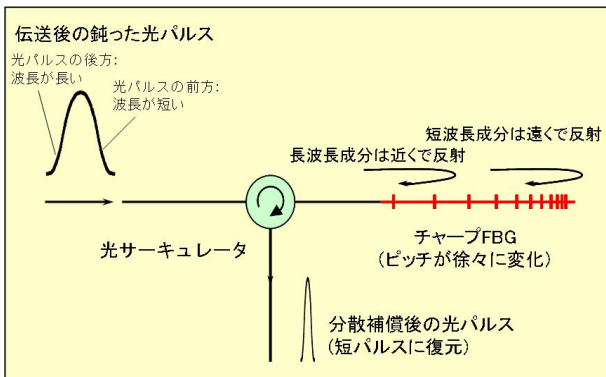 伝送後の鈍った光パルス
光パルスの後方:
波長が長い
光パルスの前方:
波長が短い
短波長成分は遠くで反射
長波長成分は近くで反射
光サーキュレータ
チャープFBG
(ピッチが徐々に変化)
分散補償後の光パルス
(短パルスに復元)